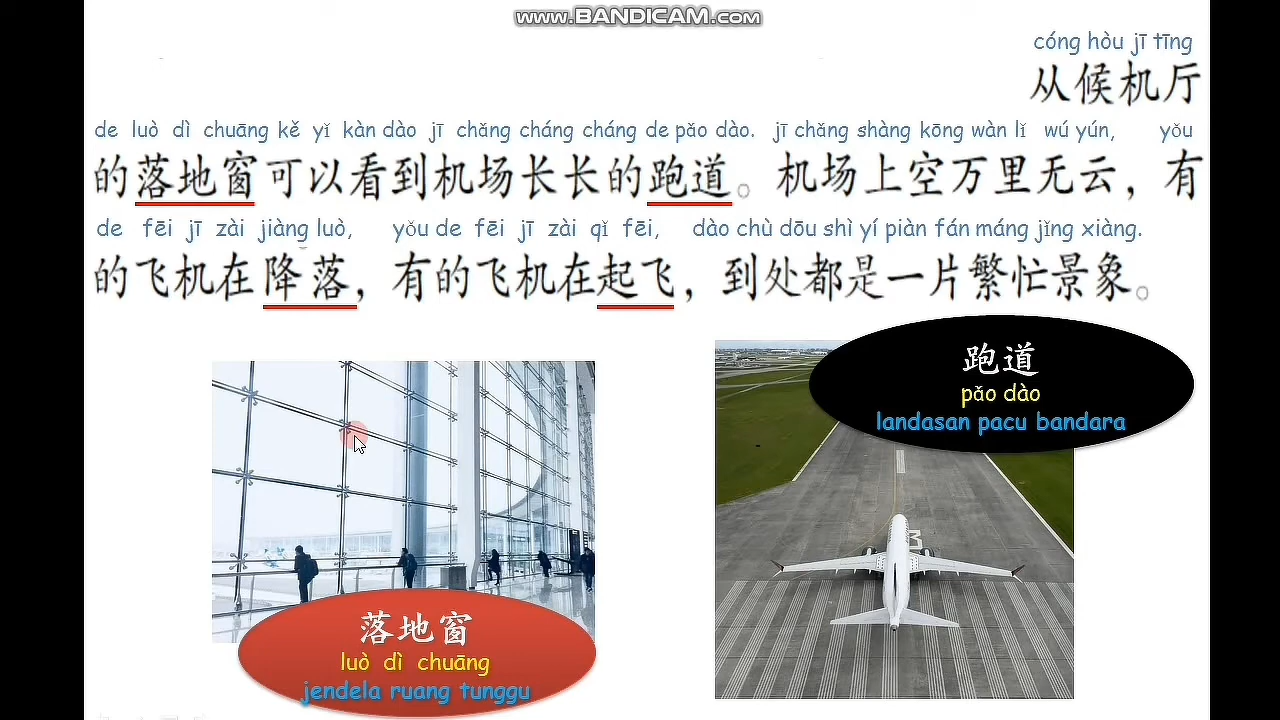 www.BANDICAM.com
cóng hòu jī tīng
从候机厅
de luò dì chuāng kě yǐ kàn dào jī chǎng cháng cháng de pǎo dào. jī chǎng shàng kōng wàn lǐ wú yún, yǒu
的落地窗可以看到机场长长的跑道。机场上空万里无云，有
de fēi jī zài jiàng luò, yǒu de fēi jī zài qǐ fēi, dào chù dōu shì yí piàn fán máng jǐng xiàng.
的飞机在降落，有的飞机在起飞，到处都是一片繁忙景象。
跑道
pǎo dào
landasan pacu bandara
落地窗
luò dì chuāng
jendela ruang tunggu